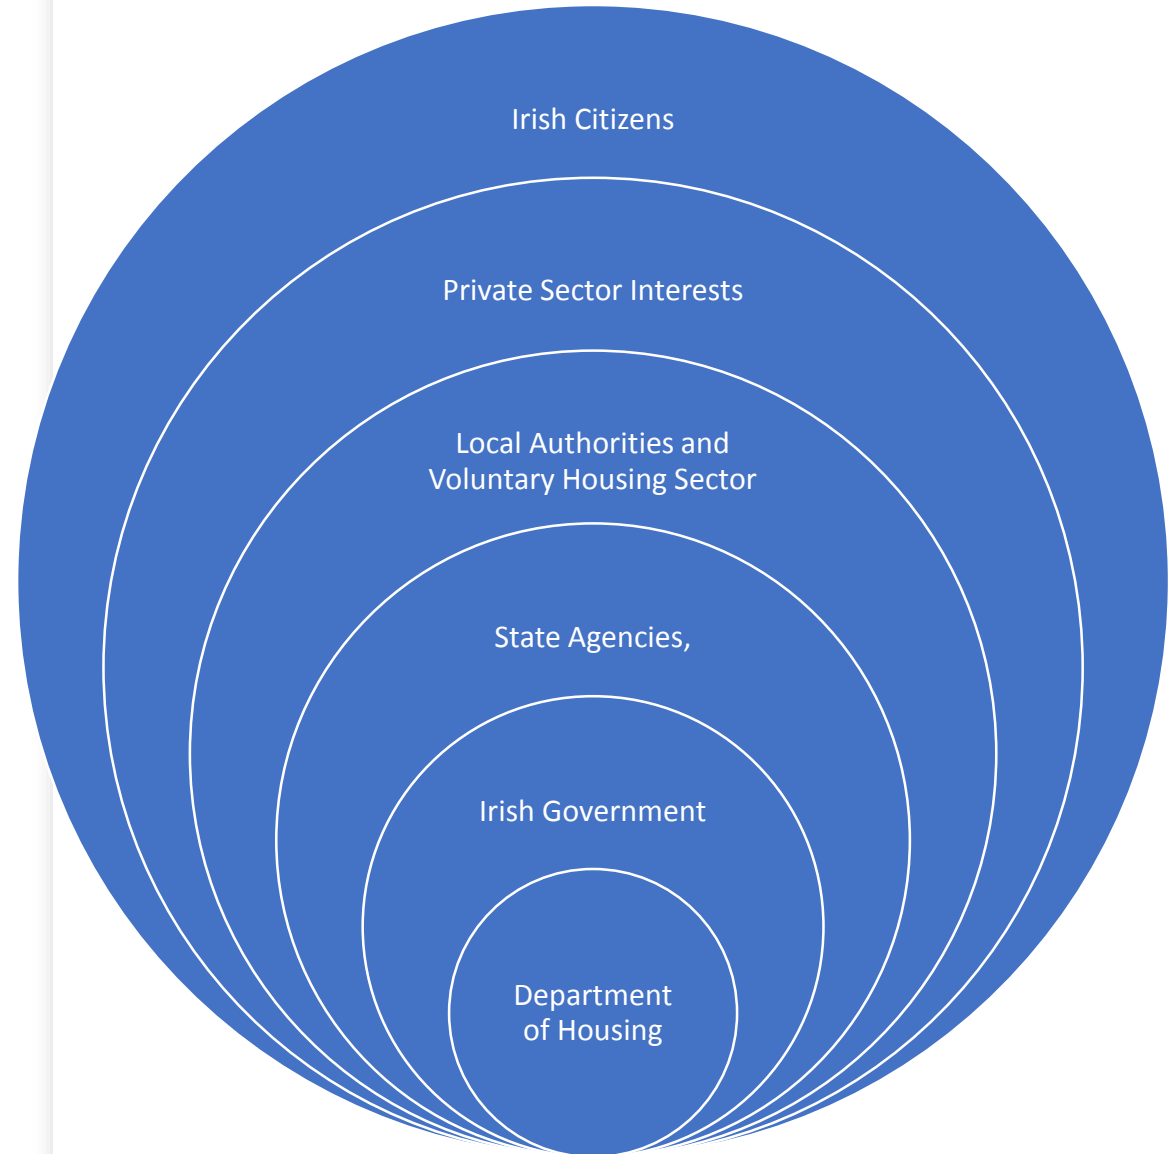 Irish Citizens
Private Sector Interests
Local Authorities and
Voluntary Housing Sector
State Agencies,
Irish Government
Department
of Housing